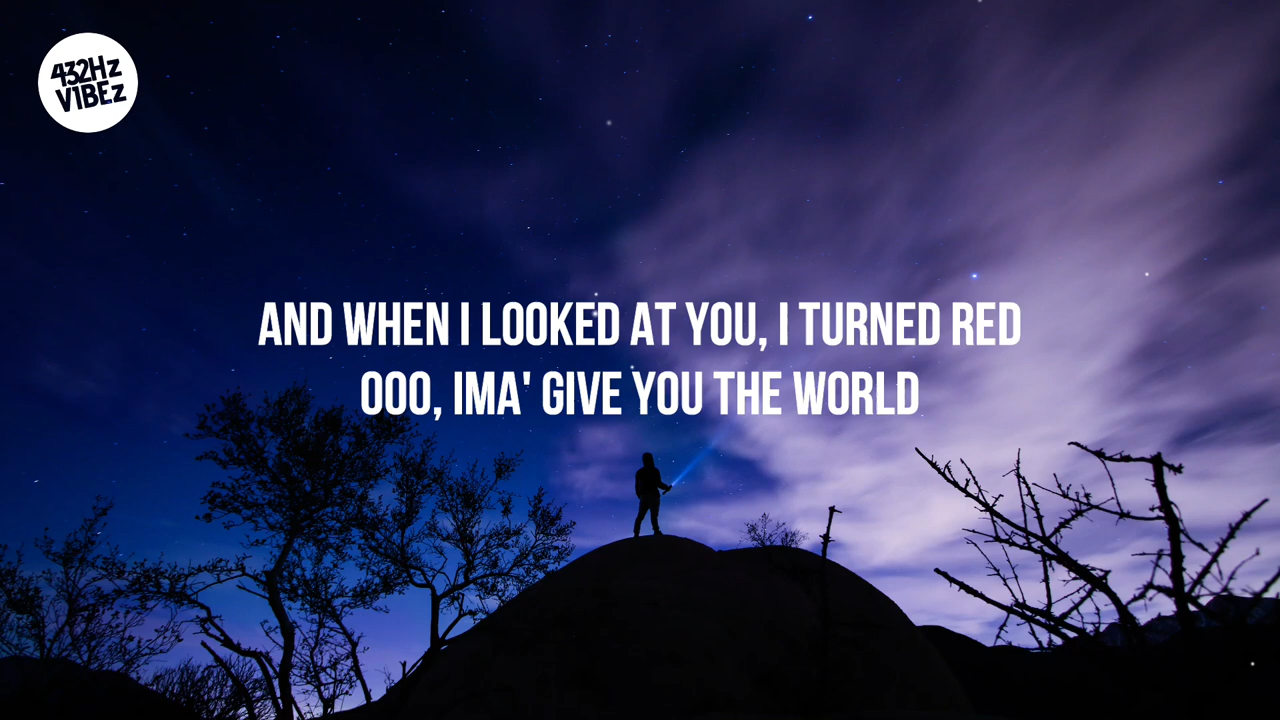 432Hz
VIBEz
AND WHEN I LOOKED AT YOU, I TURNED RED
OOO, IMA' GIVE YOU THE WORLD